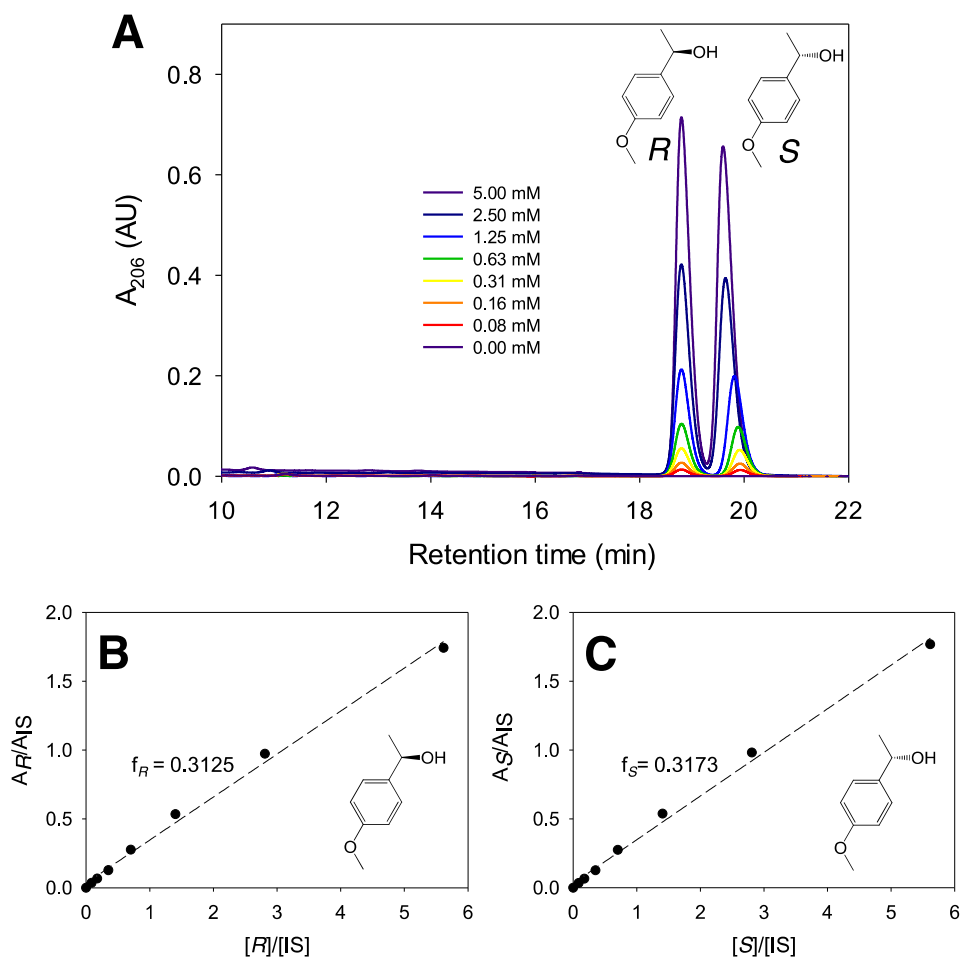 A
OH
OH
O
R
O
S
0.8
0.6
0.4
0.2
0.0
A206 (AU)
5.00 mM
2.50 mM
1.25 mM
0.63 mM
0.31 mM
0.16 mM
0.08 mM
0.00 mM
10 12 14 16 18 20 22
Retention time (min)
B
2.0
1.5
1.0
0.5
0.0
AR/AIS
fR = 0.3125
OH
O
0 1 2 3 4 5 6
[R]/[IS]
C
2.0
1.5
1.0
0.5
0.0
AS/AIS
fS= 0.3173
OH
O
0 1 2 3 4 5 6
[S]/[IS]